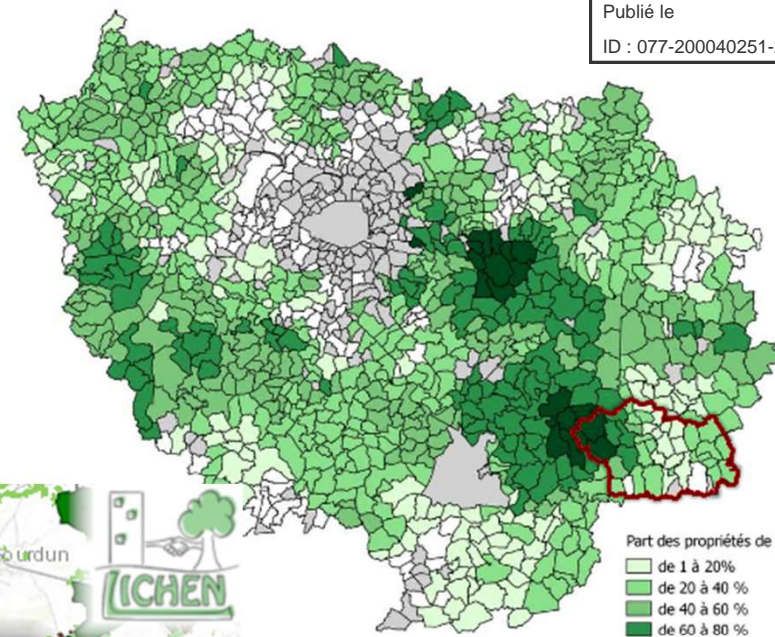 Publié le
ID : 077-200040251-
ourdun
LICHEN
Part des propriétés de
de 1 à 20%
de 20 à 40 %
de 40 à 60 %
de 60 à 80 %